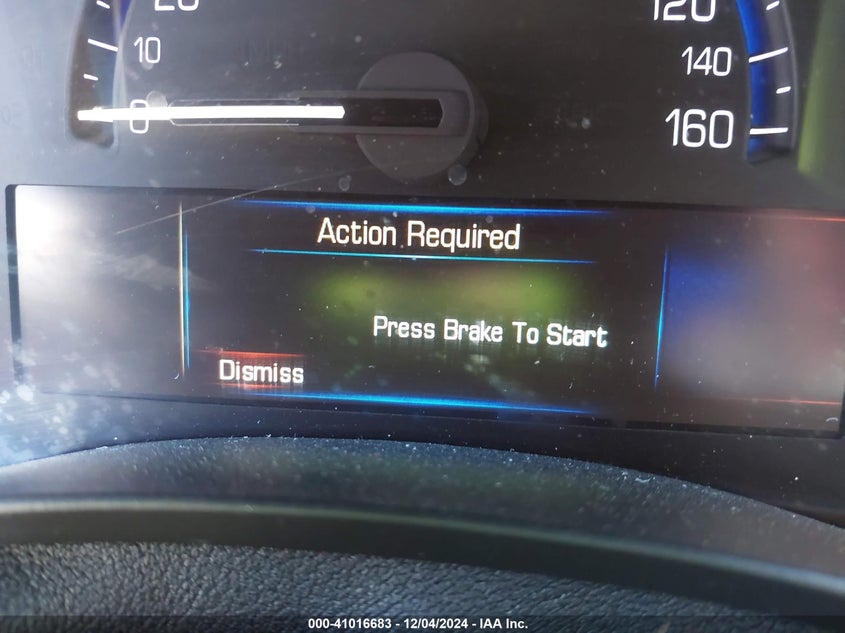 20
120
10
140
0
160
Action Required
Press Brake To Start
Dismiss
000-41016683 - 12/04/2024 - IAA Inc.